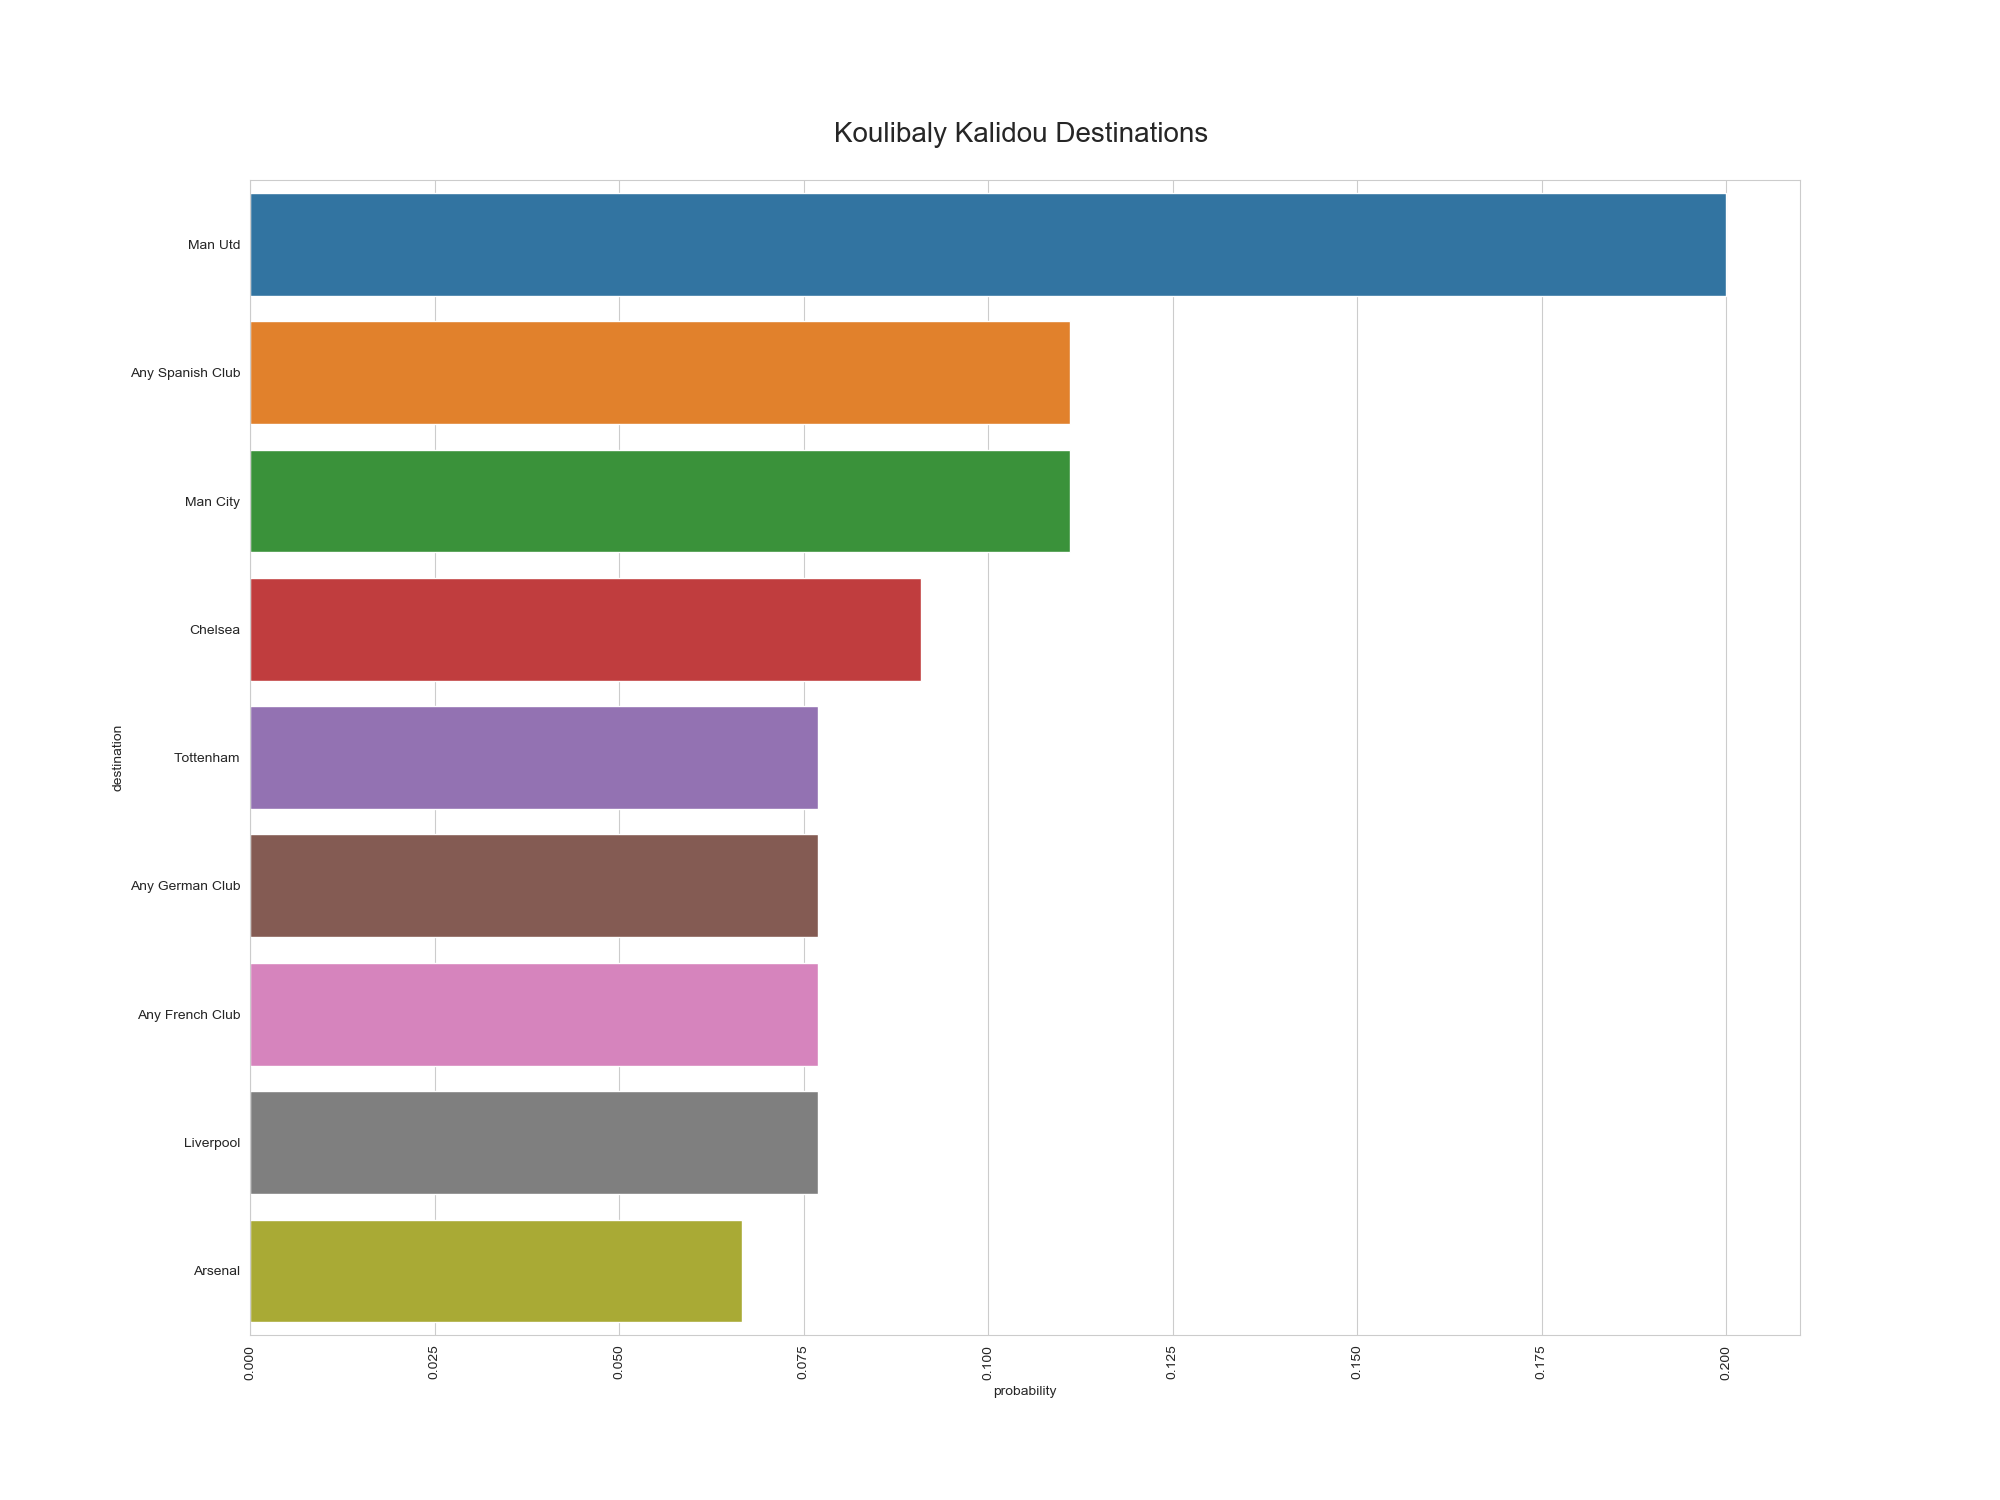 Koulibaly Kalidou Destinations
Man Utd
Any Spanish Club
Man City
Chelsea
Tottenham
Any German Club
Any French Club
Liverpool
Arsenal
destination
0.000
0.025
0.050
0.075
0.100
0.125
0.150
0.175
0.200
probability